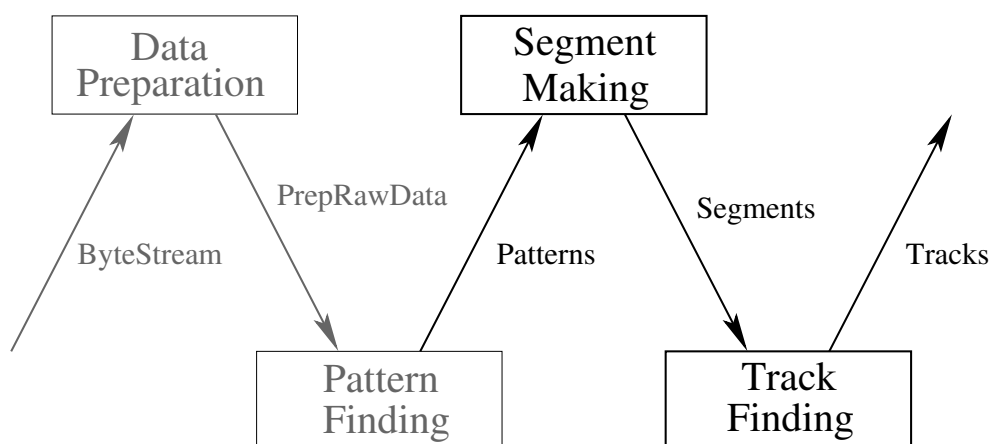 Data
Preparation
Segment
Making
PrepRawData
Segments
ByteStream
Patterns
Tracks
Pattern
Finding
Track
Finding